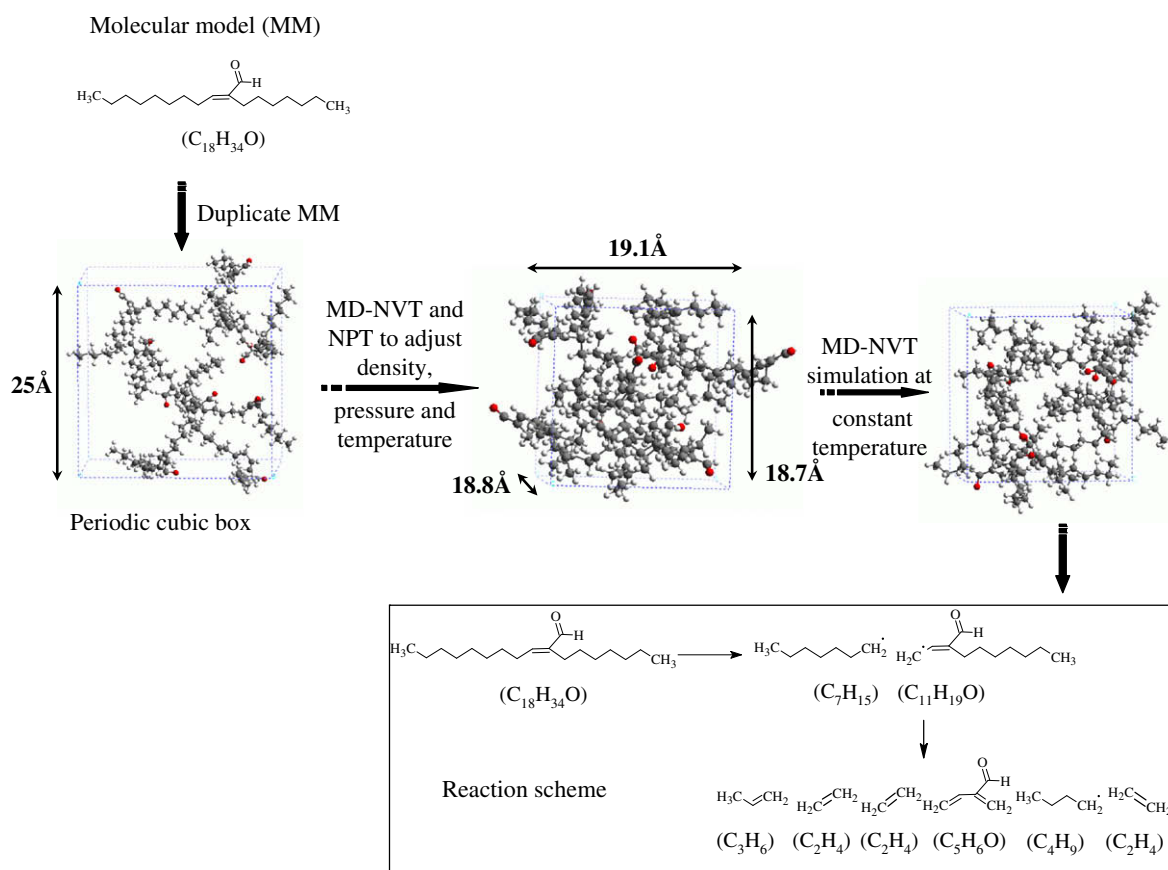 Molecular model (MM)
O
H
H₃C
CH₃
(C₁₈H₃₄O)
Duplicate MM
25Å
Periodic cubic box
MD-NVT and
NPT to adjust
density,
pressure and
temperature
19.1Å
18.8Å
18.7Å
MD-NVT
simulation at
constant
temperature
O
H
H₃C
CH₃
(C₁₈H₃₄O)
H₃C
CH₂·
(C₇H₁₅)
O
H
H₂C·
CH₃
(C₁₁H₁₉O)
Reaction scheme
H₃C
CH₂
(C₃H₆)
CH₂
H₂C
(C₂H₄)
CH₂
H₂C
(C₂H₄)
O
H
H₂C
CH₂
(C₅H₆O)
H₃C
CH₂·
(C₄H₉)
H₂C
CH₂
(C₂H₄)